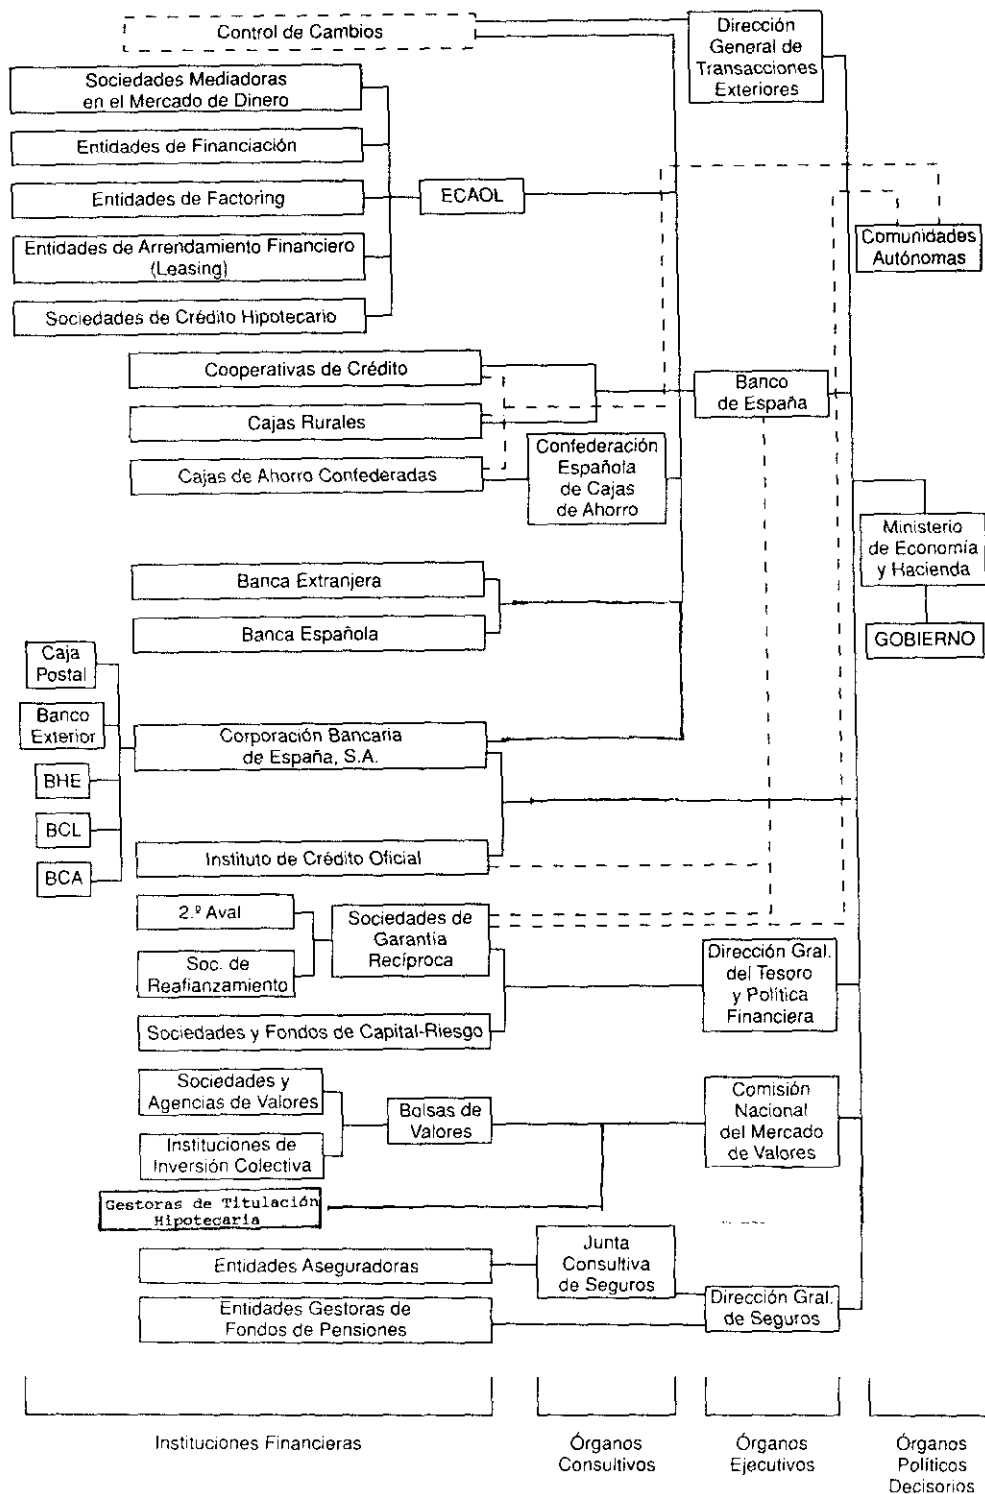 Control de Cambios
Dirección
General de
Transacciones
Exteriores
Sociedades Mediadoras
en el Mercado de Dinero
Entidades de Financiación
Entidades de Factoring
ECAOL
Entidades de Arrendamiento Financiero
(Leasing)
Comunidades
Autónomas
Sociedades de Crédito Hipotecario
Cooperativas de Crédito
Banco
de España
Cajas Rurales
Cajas de Ahorro Confederadas
Confederación
Española
de Cajas
de Ahorro
Ministerio
de Economía
y Hacienda
Banca Extranjera
Banca Española
GOBIERNO
Caja
Postal
Banco
Exterior
Corporación Bancaria
de España, S.A.
BHE
BCL
BCA
Instituto de Crédito Oficial
2.º Aval
Sociedades de
Garantía
Recíproca
Soc. de
Reafianzamiento
Dirección Gral.
del Tesoro
y Política
Financiera
Sociedades y Fondos de Capital-Riesgo
Sociedades y
Agencias de Valores
Bolsas de
Valores
Comisión
Nacional
del Mercado
de Valores
Instituciones de
Inversión Colectiva
Gestoras de Titulación
Hipotecaria
Entidades Aseguradoras
Junta
Consultiva
de Seguros
Entidades Gestoras de
Fondos de Pensiones
Dirección Gral.
de Seguros
Instituciones Financieras
Órganos
Consultivos
Órganos
Ejecutivos
Órganos
Políticos
Decisorios